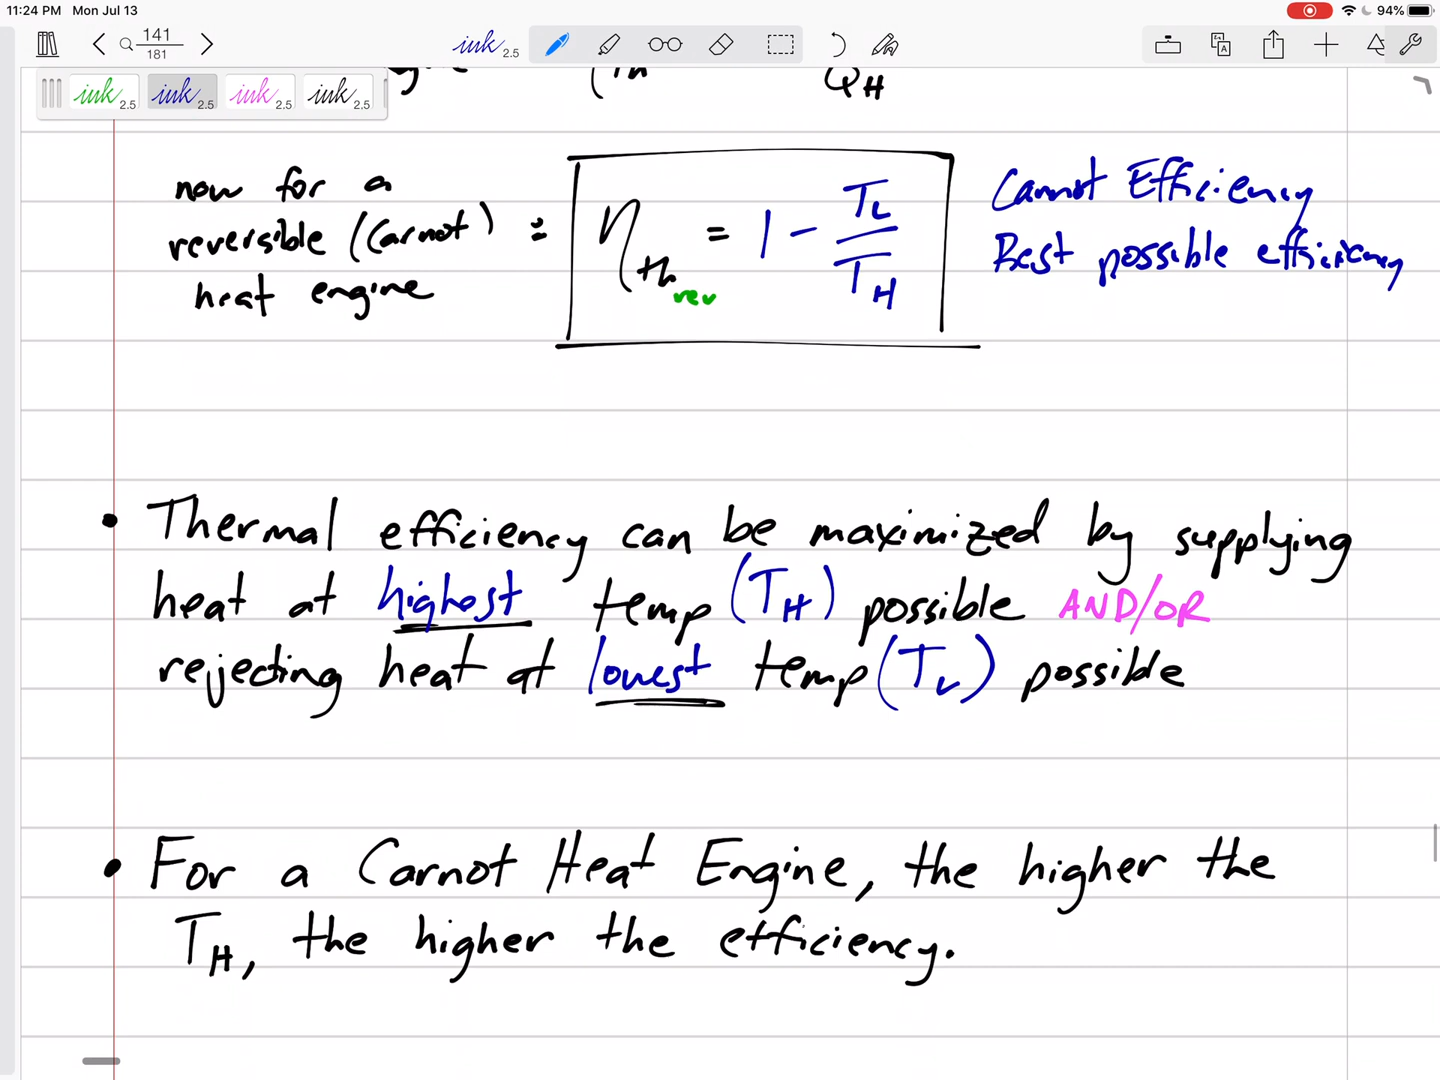 11:24 PM Mon Jul 13
94%
141
181
ink 2.5
ink 2.5 ink 2.5 ink 2.5 ink 2.5
QH
now for a
reversible (Carnot) =
heat engine
ηth rev = 1 - TL/TH
Carnot Efficiency
Best possible efficiency
• Thermal efficiency can be maximized by supplying
heat at highest temp (TH) possible AND/OR
rejecting heat at lowest temp (TL) possible
• For a Carnot Heat Engine, the higher the
TH, the higher the efficiency.